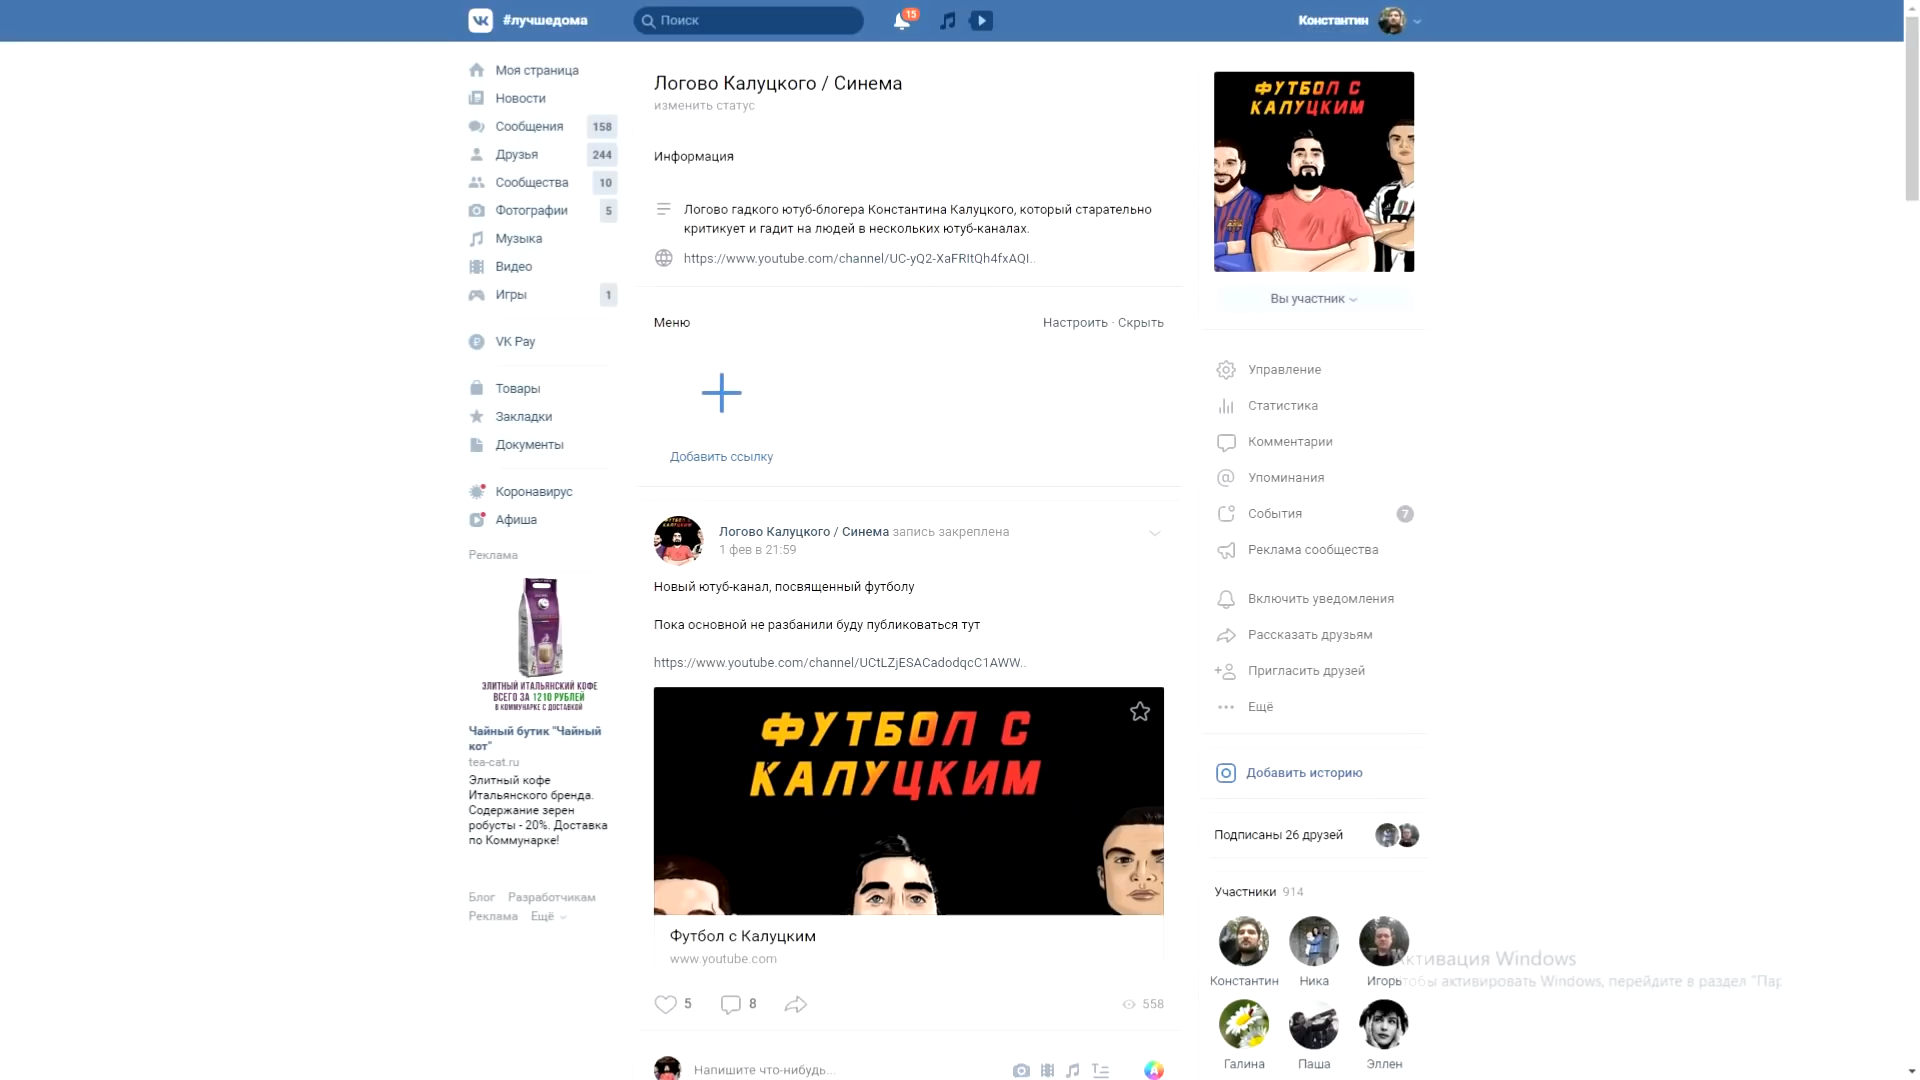 #лучшедома
Поиск
15
Константин
Моя страница
Новости
Сообщения 158
Друзья 244
Сообщества 10
Фотографии 5
Музыка
Видео
Игры 1
VK Pay
Товары
Закладки
Документы
Коронавирус
Афиша
Реклама
ЭЛИТНЫЙ ИТАЛЬЯНСКИЙ КОФЕ
ВСЕГО ЗА 1210 РУБЛЕЙ
В КОММУНАРКЕ С ДОСТАВКОЙ
Чайный бутик "Чайный
кот"
tea-cat.ru
Элитный кофе
Итальянского бренда.
Содержание зерен
робусты - 20%. Доставка
по Коммунарке!
Блог Разработчикам
Реклама Ещё
Логово Калуцкого / Синема
изменить статус
Информация
Логово гадкого ютуб-блогера Константина Калуцкого, который старательно
критикует и гадит на людей в нескольких ютуб-каналах.
https://www.youtube.com/channel/UC-yQ2-XaFRItQh4fxAQI..
Меню
Настроить · Скрыть
Добавить ссылку
Логово Калуцкого / Синема запись закреплена
1 фев в 21:59
Новый ютуб-канал, посвященный футболу
Пока основной не разбанили буду публиковаться тут
https://www.youtube.com/channel/UCtLZjESACadodqcC1AWW..
ФУТБОЛ С
КАЛУЦКИМ
Футбол с Калуцким
www.youtube.com
5 8 558
Напишите что-нибудь...
ФУТБОЛ С
КАЛУЦКИМ
Вы участник
Управление
Статистика
Комментарии
Упоминания
События 7
Реклама сообщества
Включить уведомления
Рассказать друзьям
Пригласить друзей
Ещё
Добавить историю
Подписаны 26 друзей
Участники 914
Константин Ника Игорь
Галина Паша Эллен
Активация Windows
Чтобы активировать Windows, перейдите в раздел "Пар